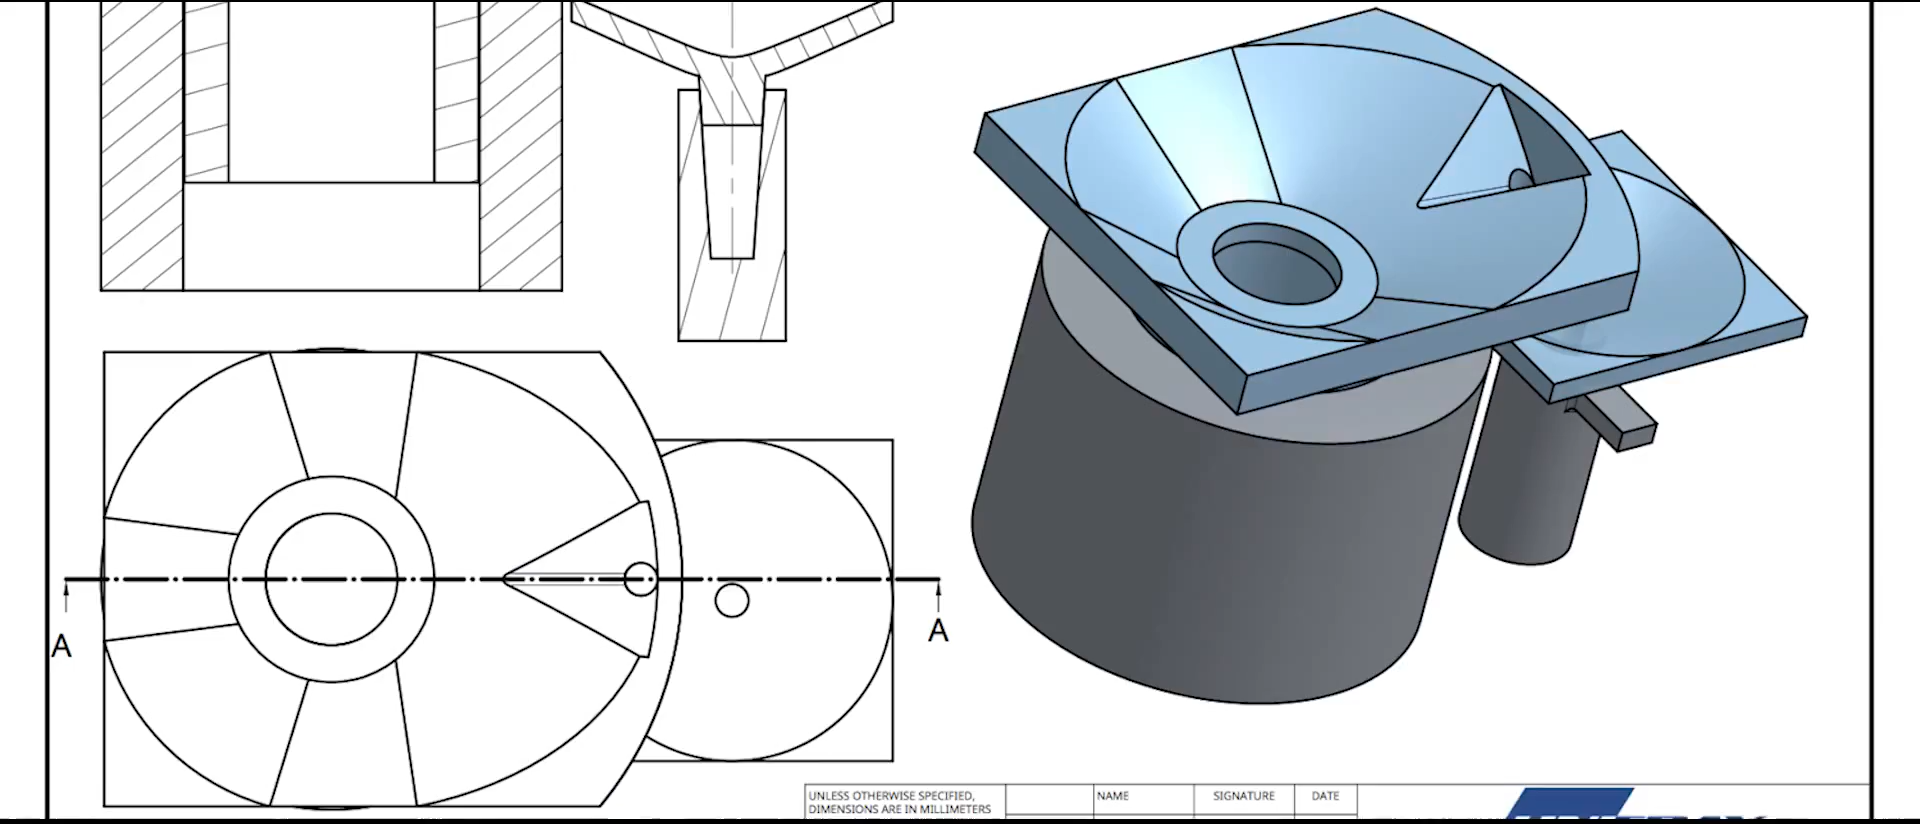 A
A
UNLESS OTHERWISE SPECIFIED,
DIMENSIONS ARE IN MILLIMETERS
NAME
SIGNATURE
DATE